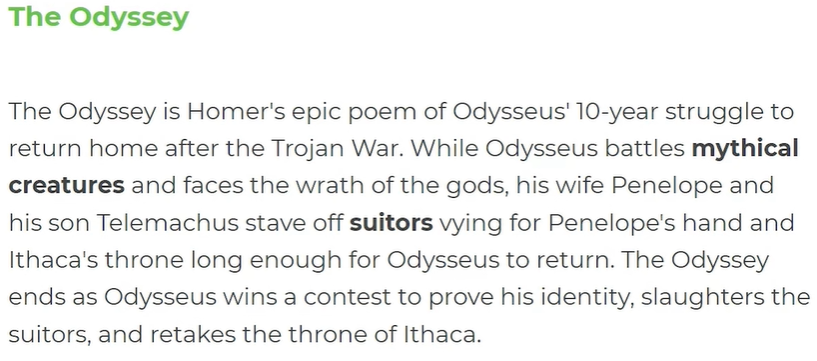 The Odyssey
The Odyssey is Homer's epic poem of Odysseus' 10-year struggle to
return home after the Trojan War. While Odysseus battles mythical
creatures and faces the wrath of the gods, his wife Penelope and
his son Telemachus stave off suitors vying for Penelope's hand and
Ithaca's throne long enough for Odysseus to return. The Odyssey
ends as Odysseus wins a contest to prove his identity, slaughters the
suitors, and retakes the throne of Ithaca.